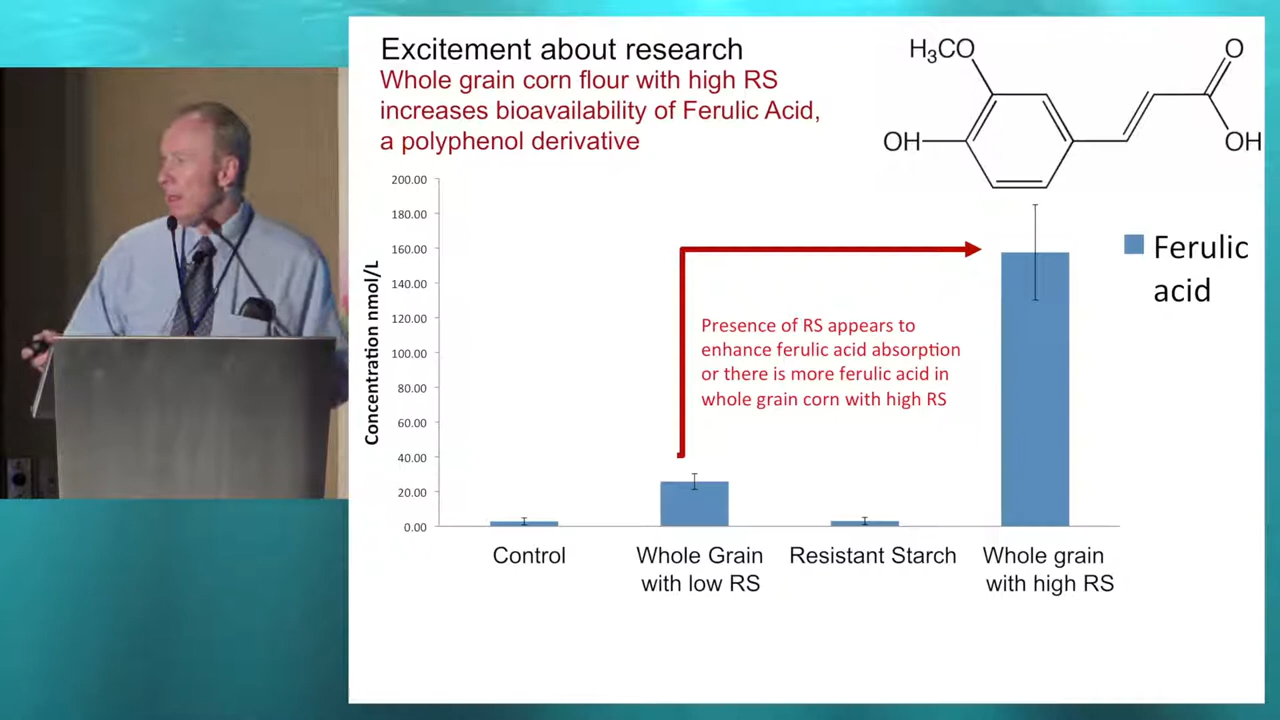 Excitement about research
Whole grain corn flour with high RS
increases bioavailability of Ferulic Acid,
a polyphenol derivative
H₃CO
O
OH
OH
200.00
180.00
160.00
140.00
120.00
100.00
80.00
60.00
40.00
20.00
0.00
Concentration nmol/L
Presence of RS appears to
enhance ferulic acid absorption
or there is more ferulic acid in
whole grain corn with high RS
Ferulic
acid
Control
Whole Grain
with low RS
Resistant Starch
Whole grain
with high RS